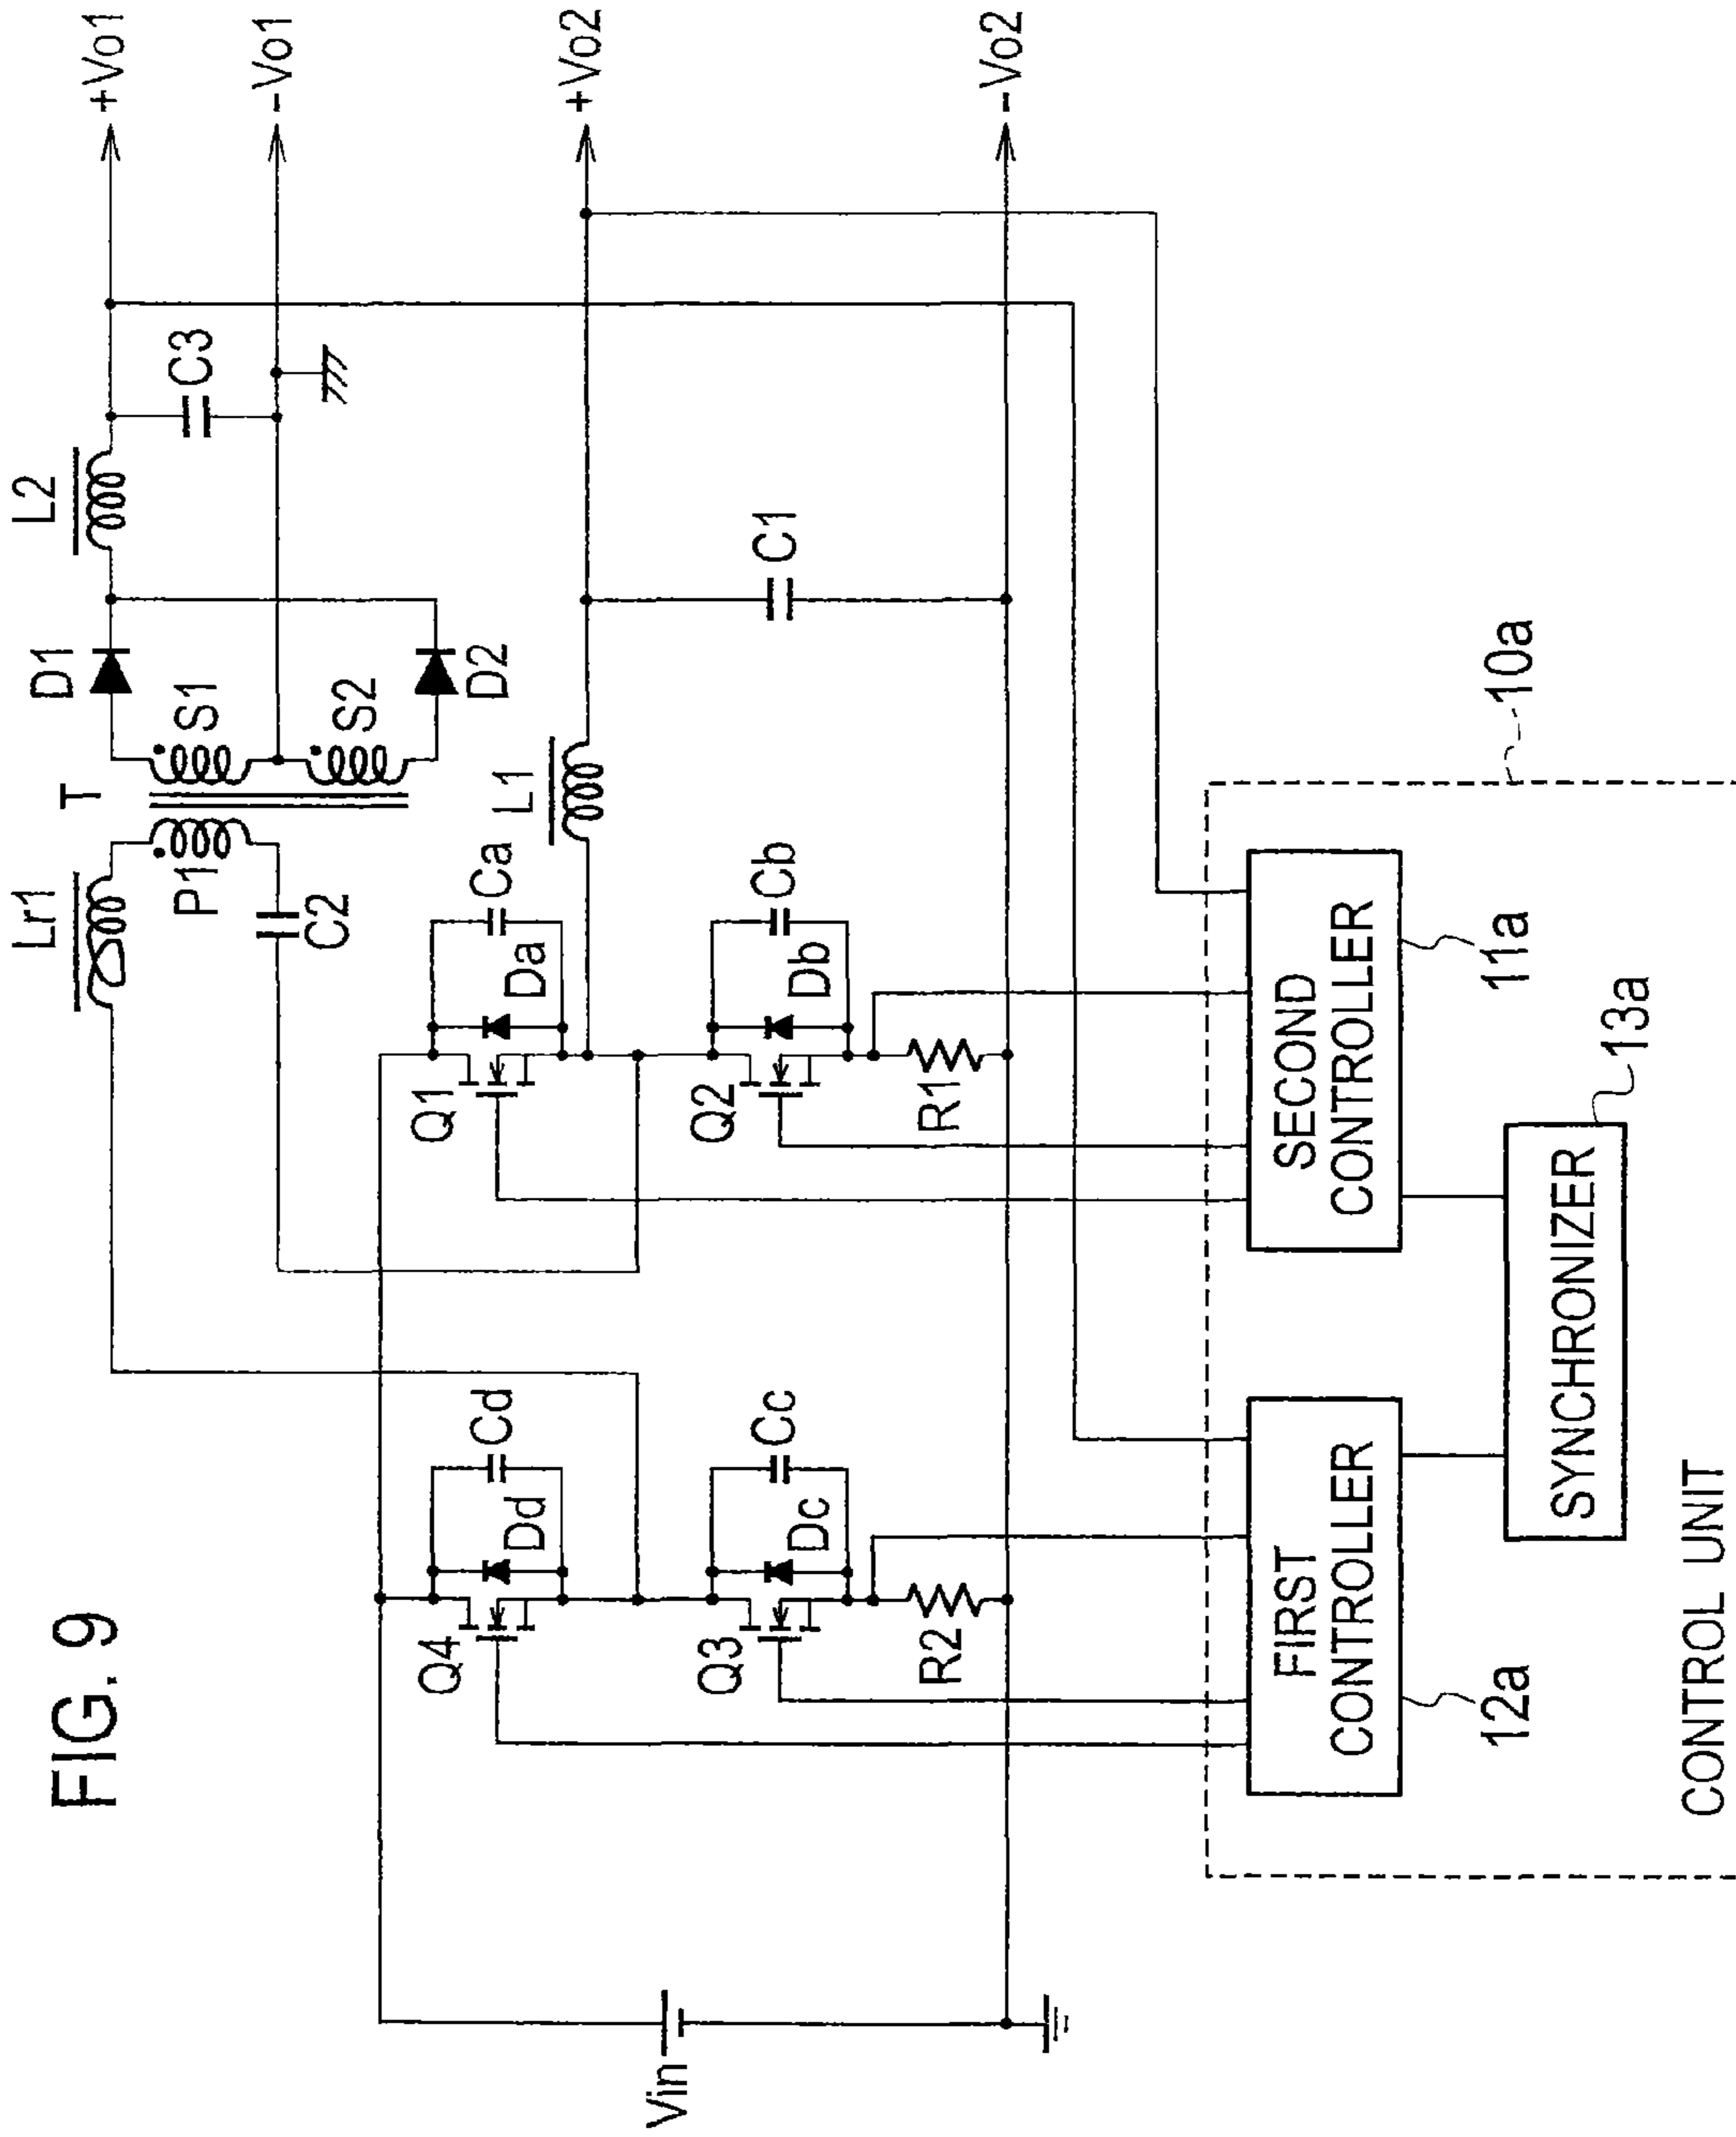 FIG. 9
Vin
Q4
Dd
Cd
Q3
Dc
Cc
R2
Q1
Da
Ca
Q2
Db
Cb
R1
Lr1
T
P1
S1
S2
C2
D1
D2
L2
C3
L1
C1
+Vo1
-Vo1
+Vo2
-Vo2
10a
FIRST
CONTROLLER
12a
SECOND
CONTROLLER
11a
SYNCHRONIZER
13a
CONTROL UNIT